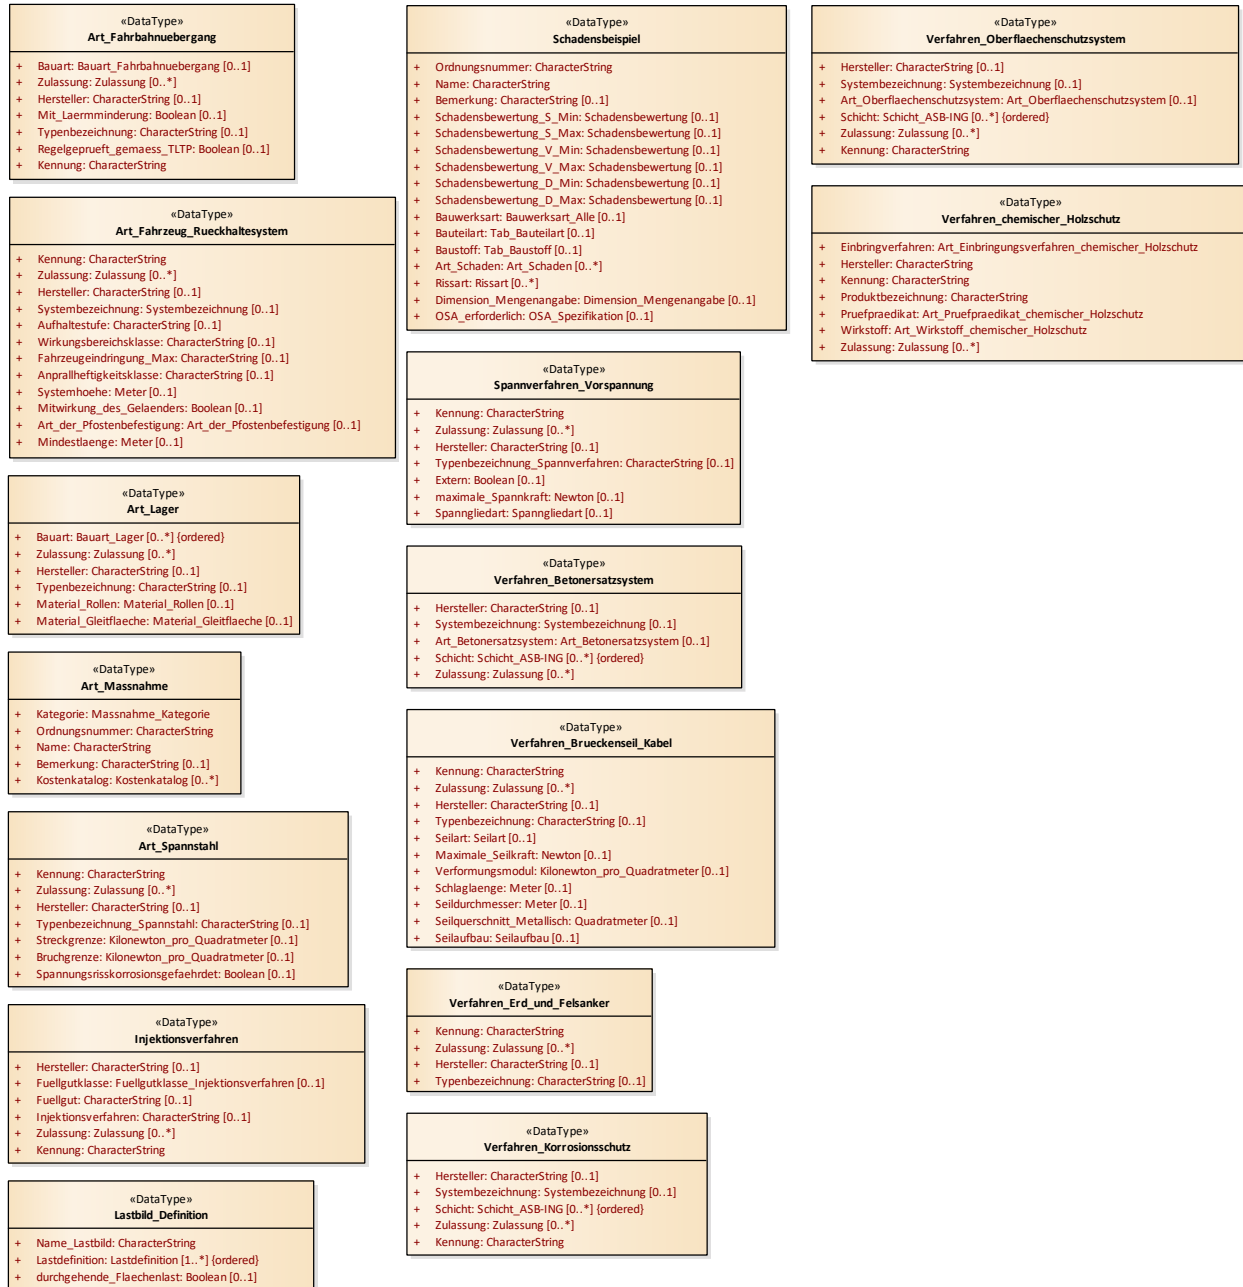 «DataType»
Art_Fahrbahnuebergang
+ Bauart: Bauart_Fahrbahnuebergang [0..1]
+ Zulassung: Zulassung [0..*]
+ Hersteller: CharacterString [0..1]
+ Mit_Laermminderung: Boolean [0..1]
+ Typenbezeichnung: CharacterString [0..1]
+ Regelgeprueft_gemaess_TLTP: Boolean [0..1]
+ Kennung: CharacterString
«DataType»
Art_Fahrzeug_Rueckhaltesystem
+ Kennung: CharacterString
+ Zulassung: Zulassung [0..*]
+ Hersteller: CharacterString [0..1]
+ Systembezeichnung: Systembezeichnung [0..1]
+ Aufhaltestufe: CharacterString [0..1]
+ Wirkungsbereichsklasse: CharacterString [0..1]
+ Fahrzeugeindringung_Max: CharacterString [0..1]
+ Anprallheftigkeitsklasse: CharacterString [0..1]
+ Systemhoehe: Meter [0..1]
+ Mitwirkung_des_Gelaenders: Boolean [0..1]
+ Art_der_Pfostenbefestigung: Art_der_Pfostenbefestigung [0..1]
+ Mindestlaenge: Meter [0..1]
«DataType»
Art_Lager
+ Bauart: Bauart_Lager [0..*] {ordered}
+ Zulassung: Zulassung [0..*]
+ Hersteller: CharacterString [0..1]
+ Typenbezeichnung: CharacterString [0..1]
+ Material_Rollen: Material_Rollen [0..1]
+ Material_Gleitflaeche: Material_Gleitflaeche [0..1]
«DataType»
Art_Massnahme
+ Kategorie: Massnahme_Kategorie
+ Ordnungsnummer: CharacterString
+ Name: CharacterString
+ Bemerkung: CharacterString [0..1]
+ Kostenkatalog: Kostenkatalog [0..*]
«DataType»
Art_Spannstahl
+ Kennung: CharacterString
+ Zulassung: Zulassung [0..*]
+ Hersteller: CharacterString [0..1]
+ Typenbezeichnung_Spannstahl: CharacterString [0..1]
+ Streckgrenze: Kilonewton_pro_Quadratmeter [0..1]
+ Bruchgrenze: Kilonewton_pro_Quadratmeter [0..1]
+ Spannungsrisskorrosionsgefaehrdet: Boolean [0..1]
«DataType»
Injektionsverfahren
+ Hersteller: CharacterString [0..1]
+ Fuellgutklasse: Fuellgutklasse_Injektionsverfahren [0..1]
+ Fuellgut: CharacterString [0..1]
+ Injektionsverfahren: CharacterString [0..1]
+ Zulassung: Zulassung [0..*]
+ Kennung: CharacterString
«DataType»
Lastbild_Definition
+ Name_Lastbild: CharacterString
+ Lastdefinition: Lastdefinition [1..*] {ordered}
+ durchgehende_Flaechenlast: Boolean [0..1]
«DataType»
Schadensbeispiel
+ Ordnungsnummer: CharacterString
+ Name: CharacterString
+ Bemerkung: CharacterString [0..1]
+ Schadensbewertung_S_Min: Schadensbewertung [0..1]
+ Schadensbewertung_S_Max: Schadensbewertung [0..1]
+ Schadensbewertung_V_Min: Schadensbewertung [0..1]
+ Schadensbewertung_V_Max: Schadensbewertung [0..1]
+ Schadensbewertung_D_Min: Schadensbewertung [0..1]
+ Schadensbewertung_D_Max: Schadensbewertung [0..1]
+ Bauwerksart: Bauwerksart_Alle [0..1]
+ Bauteilart: Tab_Bauteilart [0..1]
+ Baustoff: Tab_Baustoff [0..1]
+ Art_Schaden: Art_Schaden [0..*]
+ Rissart: Rissart [0..*]
+ Dimension_Mengenangabe: Dimension_Mengenangabe [0..1]
+ OSA_erforderlich: OSA_Spezifikation [0..1]
«DataType»
Spannverfahren_Vorspannung
+ Kennung: CharacterString
+ Zulassung: Zulassung [0..*]
+ Hersteller: CharacterString [0..1]
+ Typenbezeichnung_Spannverfahren: CharacterString [0..1]
+ Extern: Boolean [0..1]
+ maximale_Spannkraft: Newton [0..1]
+ Spanngliedart: Spanngliedart [0..1]
«DataType»
Verfahren_Betonersatzsystem
+ Hersteller: CharacterString [0..1]
+ Systembezeichnung: Systembezeichnung [0..1]
+ Art_Betonersatzsystem: Art_Betonersatzsystem [0..1]
+ Schicht: Schicht_ASB-ING [0..*] {ordered}
+ Zulassung: Zulassung [0..*]
«DataType»
Verfahren_Brueckenseil_Kabel
+ Kennung: CharacterString
+ Zulassung: Zulassung [0..*]
+ Hersteller: CharacterString [0..1]
+ Typenbezeichnung: CharacterString [0..1]
+ Seilart: Seilart [0..1]
+ Maximale_Seilkraft: Newton [0..1]
+ Verformungsmodul: Kilonewton_pro_Quadratmeter [0..1]
+ Schlaglaenge: Meter [0..1]
+ Seildurchmesser: Meter [0..1]
+ Seilquerschnitt_Metallisch: Quadratmeter [0..1]
+ Seilaufbau: Seilaufbau [0..1]
«DataType»
Verfahren_Erd_und_Felsanker
+ Kennung: CharacterString
+ Zulassung: Zulassung [0..*]
+ Hersteller: CharacterString [0..1]
+ Typenbezeichnung: CharacterString [0..1]
«DataType»
Verfahren_Korrosionsschutz
+ Hersteller: CharacterString [0..1]
+ Systembezeichnung: Systembezeichnung [0..1]
+ Schicht: Schicht_ASB-ING [0..*] {ordered}
+ Zulassung: Zulassung [0..*]
+ Kennung: CharacterString
«DataType»
Verfahren_Oberflaechenschutzsystem
+ Hersteller: CharacterString [0..1]
+ Systembezeichnung: Systembezeichnung [0..1]
+ Art_Oberflaechenschutzsystem: Art_Oberflaechenschutzsystem [0..1]
+ Schicht: Schicht_ASB-ING [0..*] {ordered}
+ Zulassung: Zulassung [0..*]
+ Kennung: CharacterString
«DataType»
Verfahren_chemischer_Holzschutz
+ Einbringverfahren: Art_Einbringungsverfahren_chemischer_Holzschutz
+ Hersteller: CharacterString
+ Kennung: CharacterString
+ Produktbezeichnung: CharacterString
+ Pruefpraedikat: Art_Pruefpraedikat_chemischer_Holzschutz
+ Wirkstoff: Art_Wirkstoff_chemischer_Holzschutz
+ Zulassung: Zulassung [0..*]